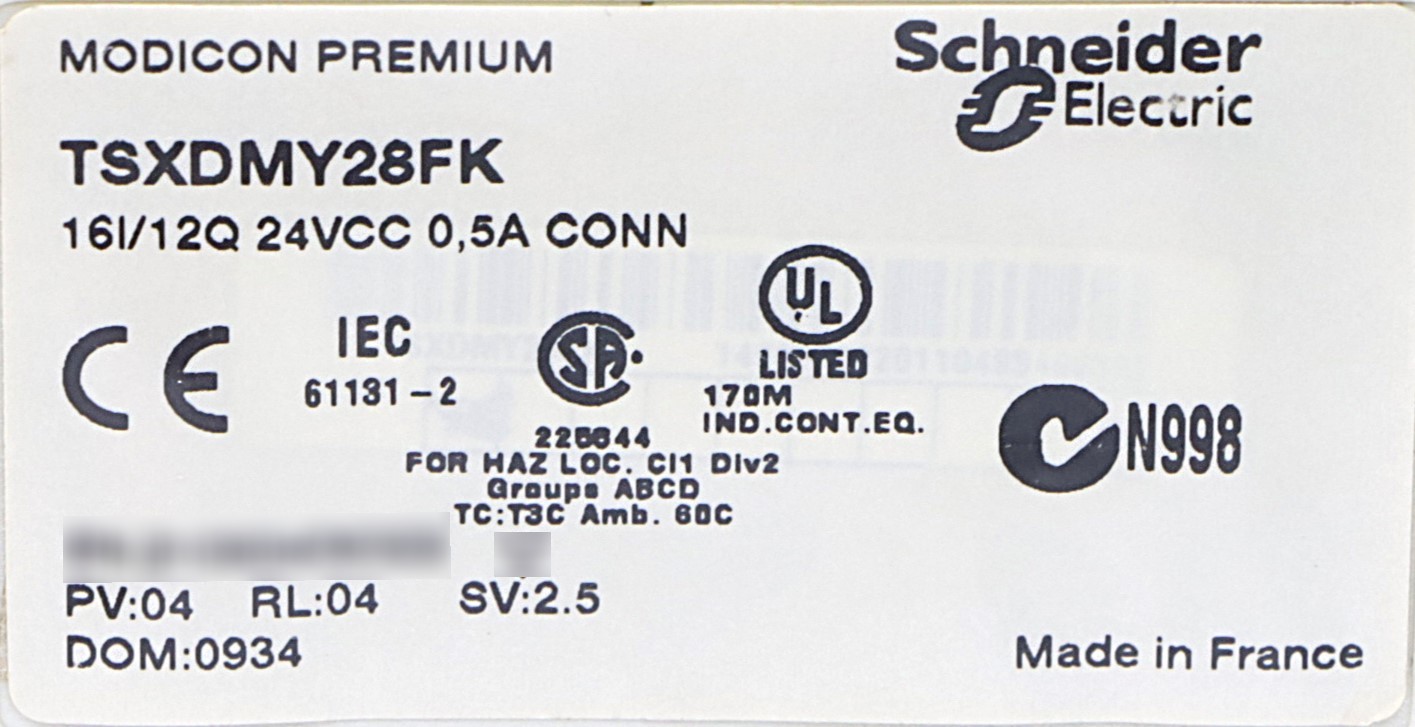 MODICON PREMIUM
Schneider
Electric
TSXDMY28FK
16I/12Q 24VCC 0,5A CONN
CE
IEC
61131-2
SA
UL
LISTED
170M
IND.CONT.EQ.
N998
FOR HAZ LOC. Cl1 Div2
Groups ABCD
TC:T3C Amb. 60C
PV:04 RL:04 SV:2.5
DOM:0934
Made in France